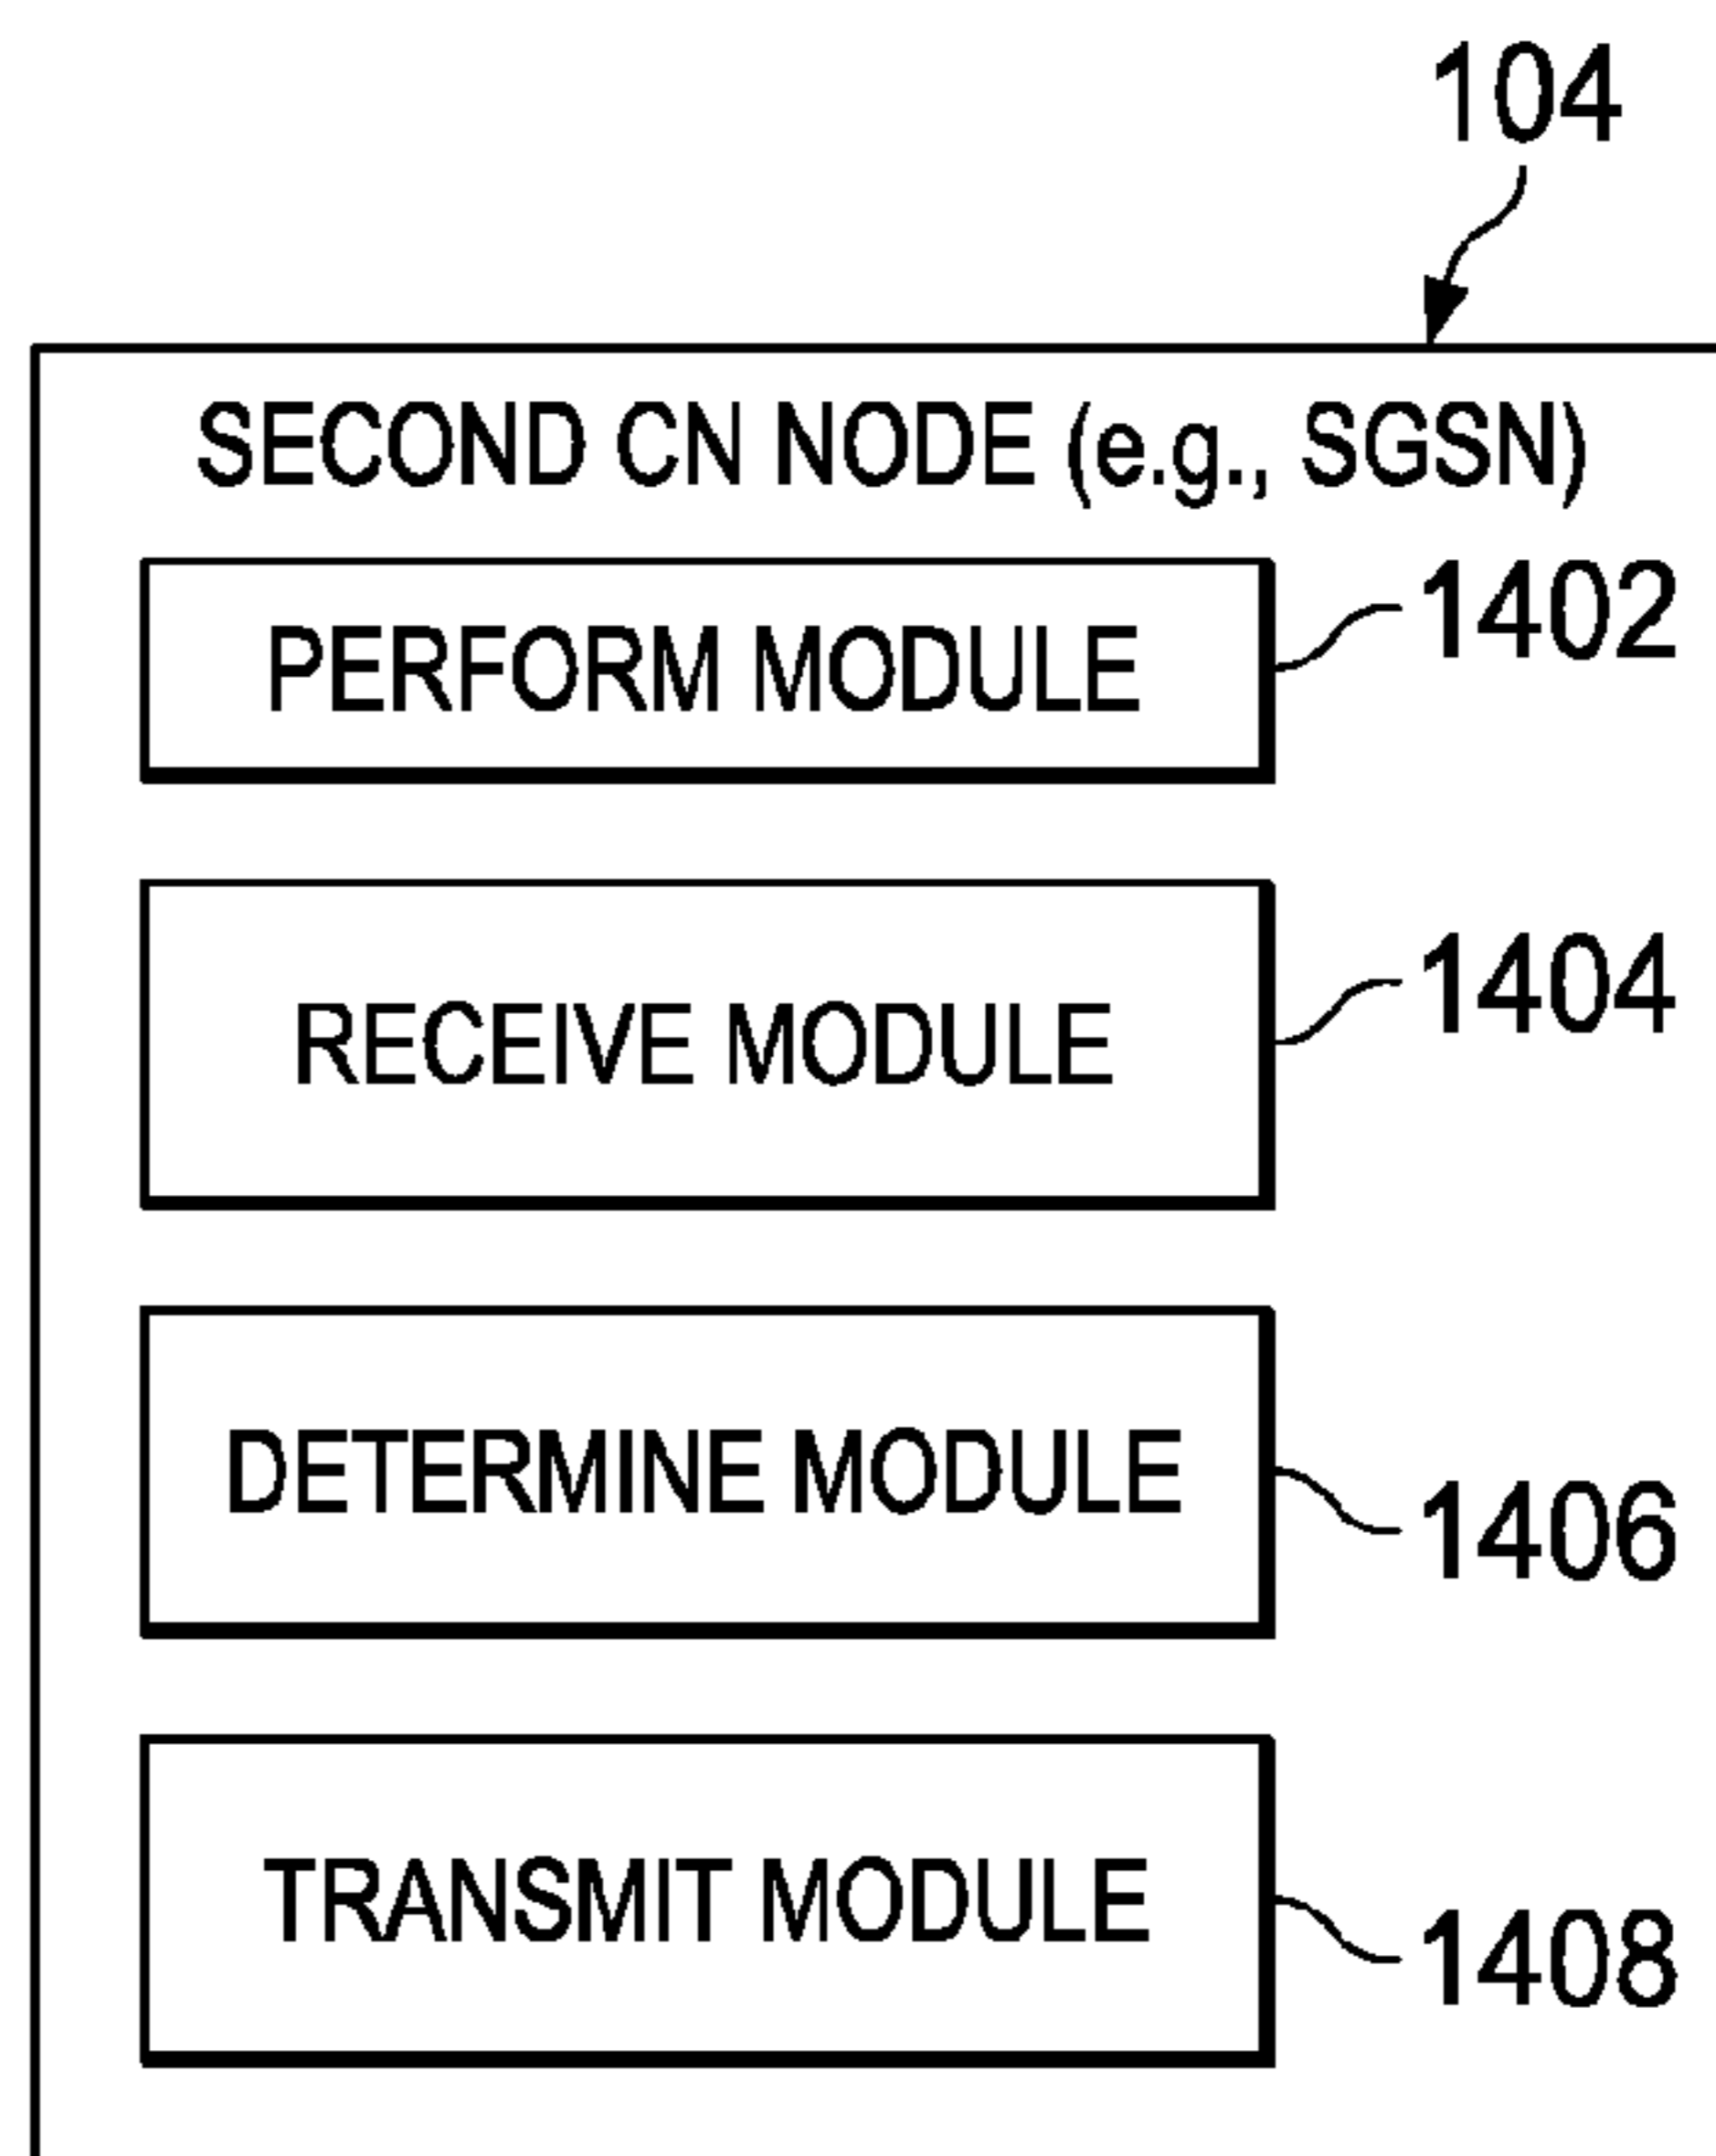 104
SECOND CN NODE (e.g., SGSN)
PERFORM MODULE
1402
RECEIVE MODULE
1404
DETERMINE MODULE
1406
TRANSMIT MODULE
1408